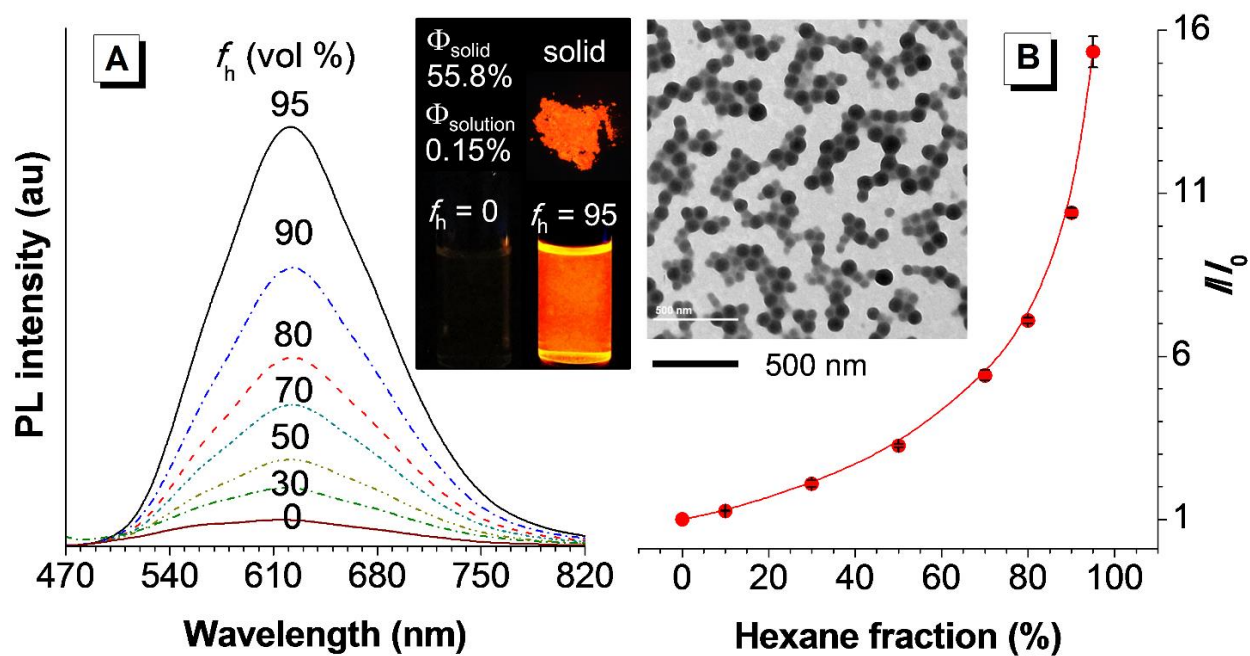 A
f_h (vol %)
95
90
80
70
50
30
0
PL intensity (au)
470 540 610 680 750 820
Wavelength (nm)
Φ_solid
55.8%
Φ_solution
0.15%
solid
f_h = 0
f_h = 95
500 nm
500 nm
B
16
11
6
1
I/I_0
0 20 40 60 80 100
Hexane fraction (%)